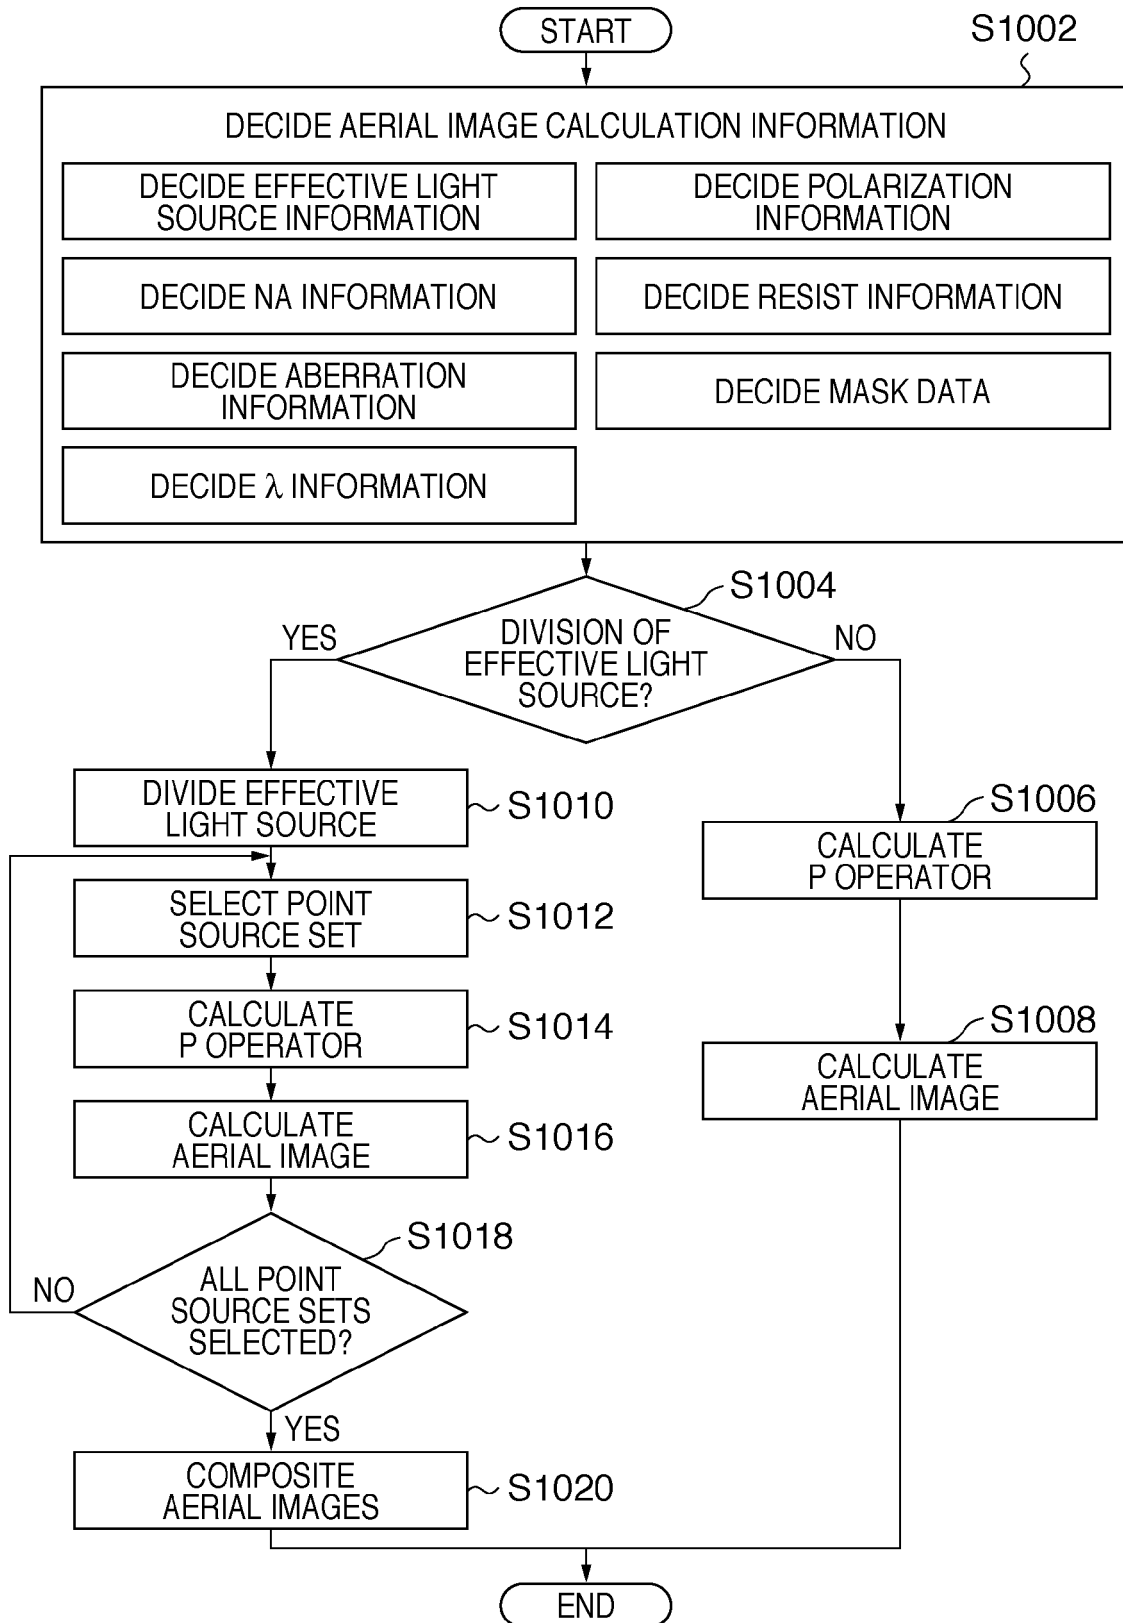 START
S1002
DECIDE AERIAL IMAGE CALCULATION INFORMATION
DECIDE EFFECTIVE LIGHT
SOURCE INFORMATION
DECIDE POLARIZATION
INFORMATION
DECIDE NA INFORMATION
DECIDE RESIST INFORMATION
DECIDE ABERRATION
INFORMATION
DECIDE MASK DATA
DECIDE λ INFORMATION
S1004
YES
DIVISION OF
EFFECTIVE LIGHT
SOURCE?
NO
DIVIDE EFFECTIVE
LIGHT SOURCE
S1010
S1006
CALCULATE
P OPERATOR
SELECT POINT
SOURCE SET
S1012
CALCULATE
P OPERATOR
S1014
S1008
CALCULATE
AERIAL IMAGE
CALCULATE
AERIAL IMAGE
S1016
S1018
NO
ALL POINT
SOURCE SETS
SELECTED?
YES
COMPOSITE
AERIAL IMAGES
S1020
END